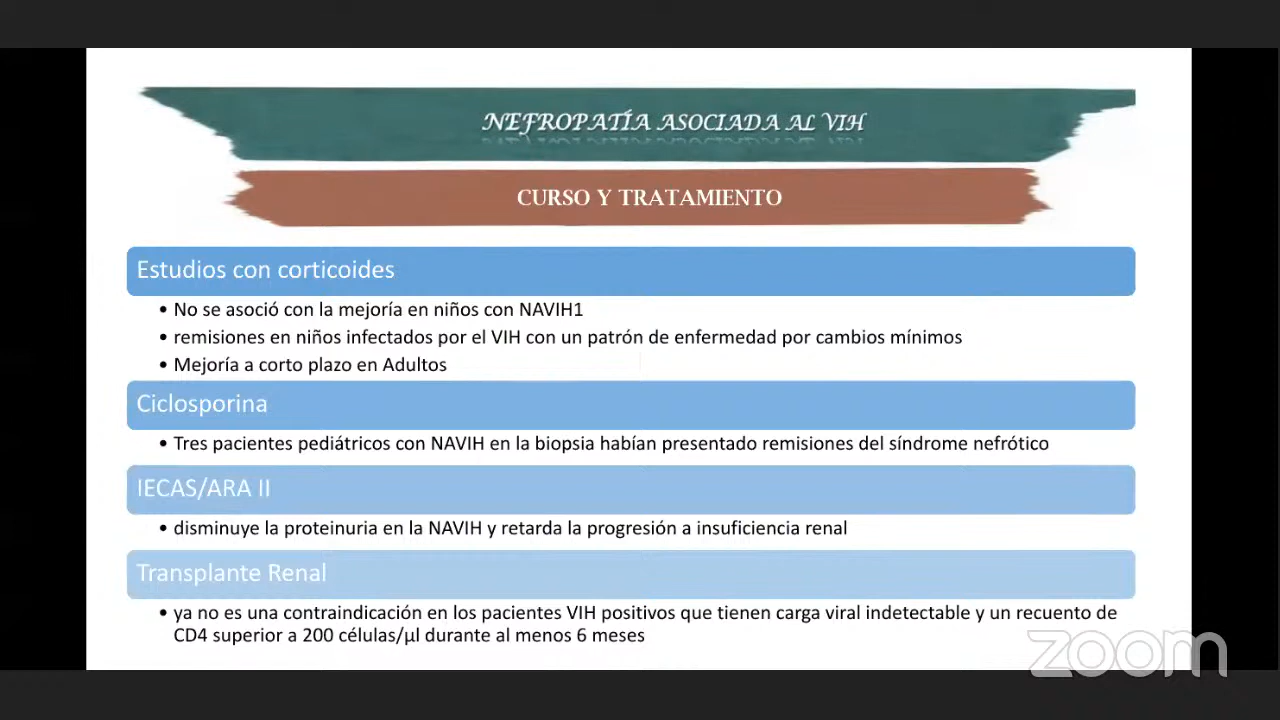 NEFROPATÍA ASOCIADA AL VIH
CURSO Y TRATAMIENTO
Estudios con corticoides
• No se asoció con la mejoría en niños con NAVIH1
• remisiones en niños infectados por el VIH con un patrón de enfermedad por cambios mínimos
• Mejoría a corto plazo en Adultos
Ciclosporina
• Tres pacientes pediátricos con NAVIH en la biopsia habían presentado remisiones del síndrome nefrótico
IECAS/ARA II
• disminuye la proteinuria en la NAVIH y retarda la progresión a insuficiencia renal
Transplante Renal
• ya no es una contraindicación en los pacientes VIH positivos que tienen carga viral indetectable y un recuento de
CD4 superior a 200 células/µl durante al menos 6 meses
zoom